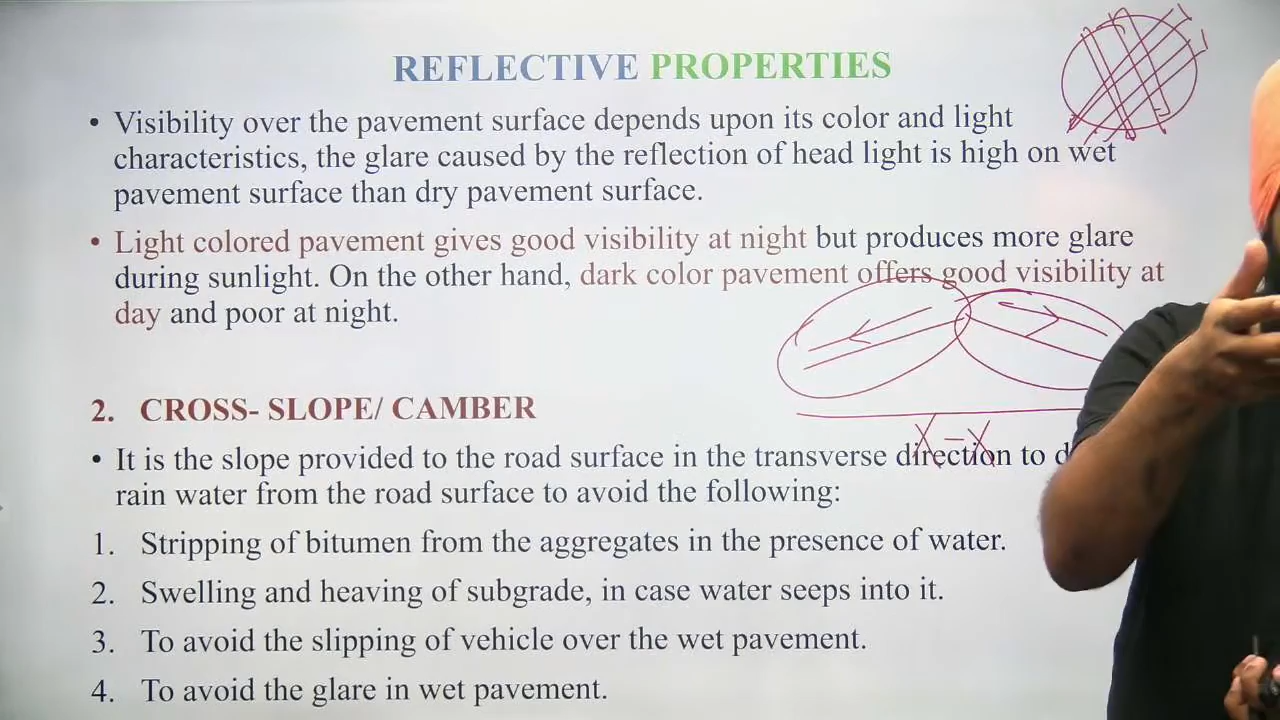 REFLECTIVE PROPERTIES
• Visibility over the pavement surface depends upon its color and light
characteristics, the glare caused by the reflection of head light is high on wet
pavement surface than dry pavement surface.
• Light colored pavement gives good visibility at night but produces more glare
during sunlight. On the other hand, dark color pavement offers good visibility at
day and poor at night.
2. CROSS- SLOPE/ CAMBER
X-X
• It is the slope provided to the road surface in the transverse direction to
rain water from the road surface to avoid the following:
1. Stripping of bitumen from the aggregates in the presence of water.
2. Swelling and heaving of subgrade, in case water seeps into it.
3. To avoid the slipping of vehicle over the wet pavement.
4. To avoid the glare in wet pavement.